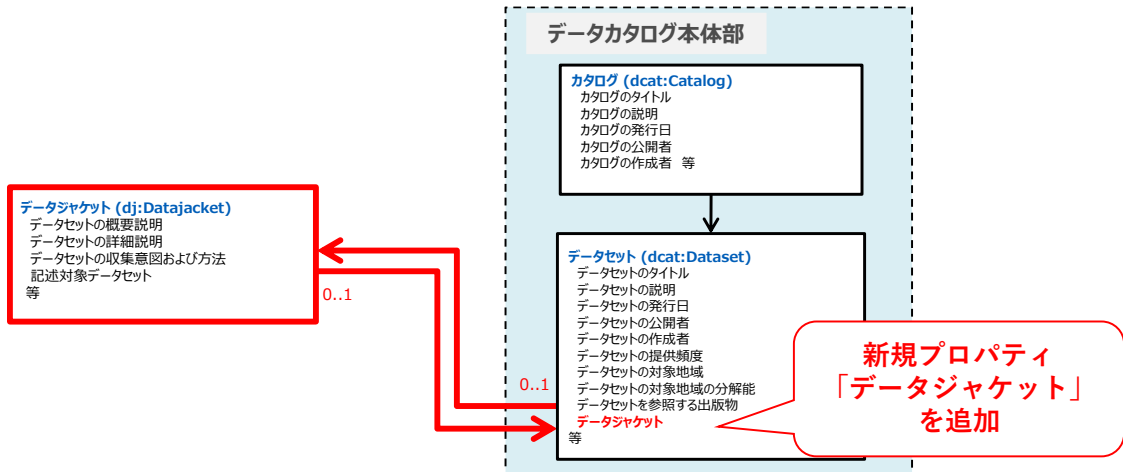 データカタログ本体部
カタログ (dcat:Catalog)
カタログのタイトル
カタログの説明
カタログの発行日
カタログの公開者
カタログの作成者 等
データジャケット (dj:Datajacket)
データセットの概要説明
データセットの詳細説明
データセットの収集意図および方法
記述対象データセット
等
0..1
データセット (dcat:Dataset)
データセットのタイトル
データセットの説明
データセットの発行日
データセットの公開者
データセットの作成者
データセットの提供頻度
データセットの対象地域
データセットの対象地域の分解能
データセットを参照する出版物
データジャケット
等
0..1
新規プロパティ
「データジャケット」
を追加